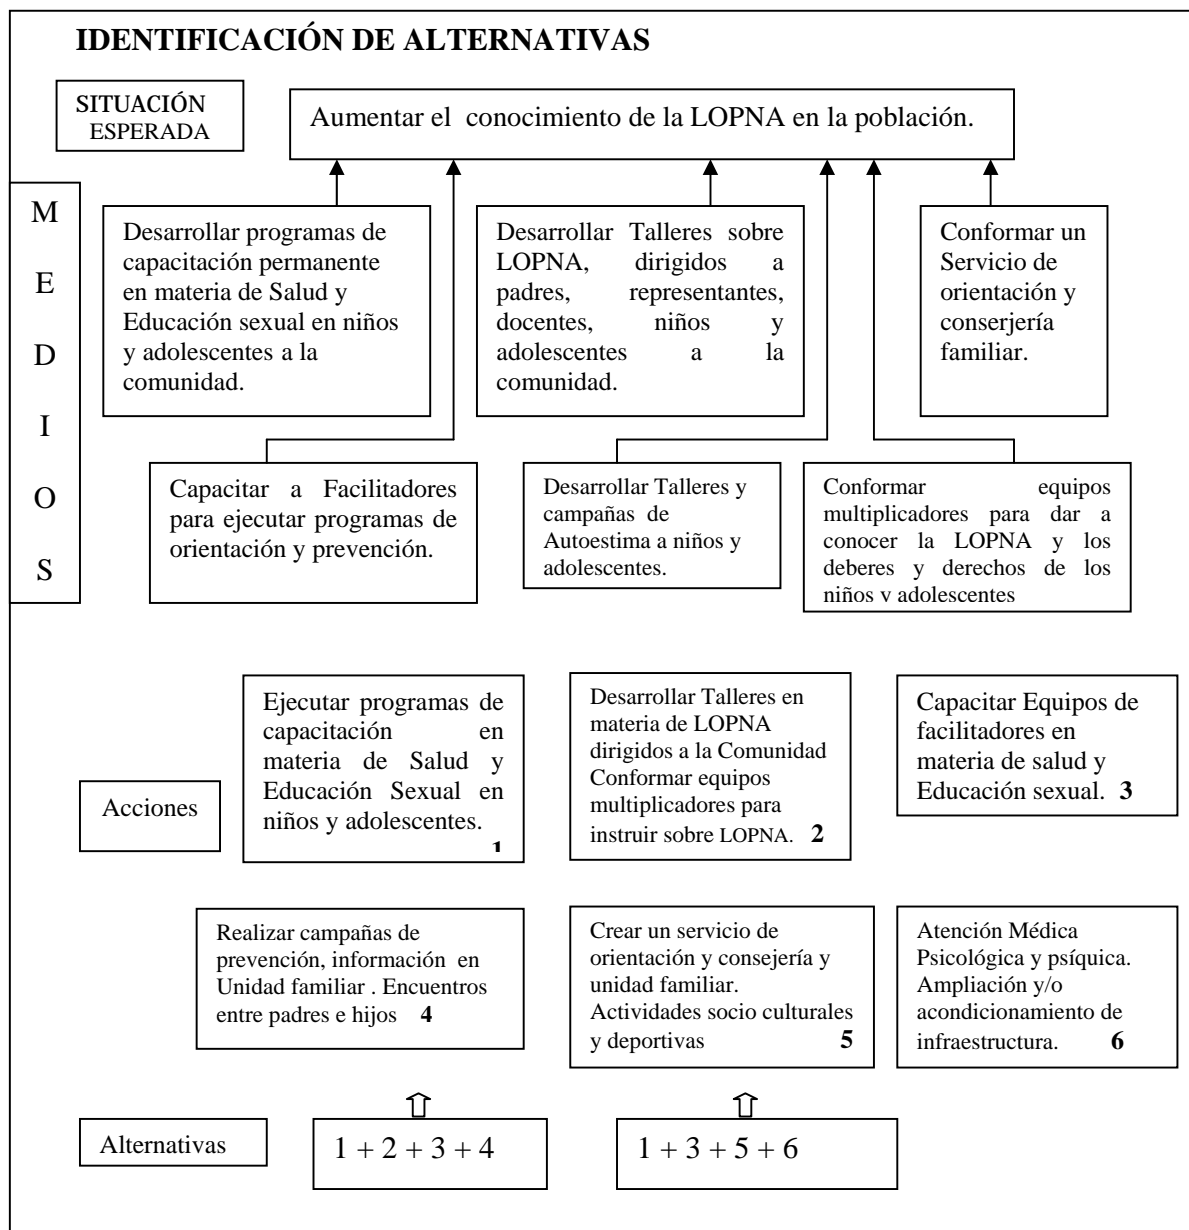 IDENTIFICACIÓN DE ALTERNATIVAS
SITUACIÓN
ESPERADA
Aumentar el conocimiento de la LOPNA en la población.
M
E
D
I
O
S
Desarrollar programas de
capacitación permanente
en materia de Salud y
Educación sexual en niños
y adolescentes a la
comunidad.
Desarrollar Talleres sobre
LOPNA, dirigidos a
padres, representantes,
docentes, niños y
adolescentes a la
comunidad.
Conformar un
Servicio de
orientación y
conserjería
familiar.
Capacitar a Facilitadores
para ejecutar programas de
orientación y prevención.
Desarrollar Talleres y
campañas de
Autoestima a niños y
adolescentes.
Conformar equipos
multiplicadores para dar a
conocer la LOPNA y los
deberes y derechos de los
niños y adolescentes
Acciones
Ejecutar programas de
capacitación en
materia de Salud y
Educación Sexual en
niños y adolescentes.
1
Desarrollar Talleres en
materia de LOPNA
dirigidos a la Comunidad
Conformar equipos
multiplicadores para
instruir sobre LOPNA. 2
Capacitar Equipos de
facilitadores en
materia de salud y
Educación sexual. 3
Realizar campañas de
prevención, información en
Unidad familiar . Encuentros
entre padres e hijos 4
Crear un servicio de
orientación y consejería y
unidad familiar.
Actividades socio culturales
y deportivas 5
Atención Médica
Psicológica y psíquica.
Ampliación y/o
acondicionamiento de
infraestructura. 6
Alternativas
1 + 2 + 3 + 4
1 + 3 + 5 + 6